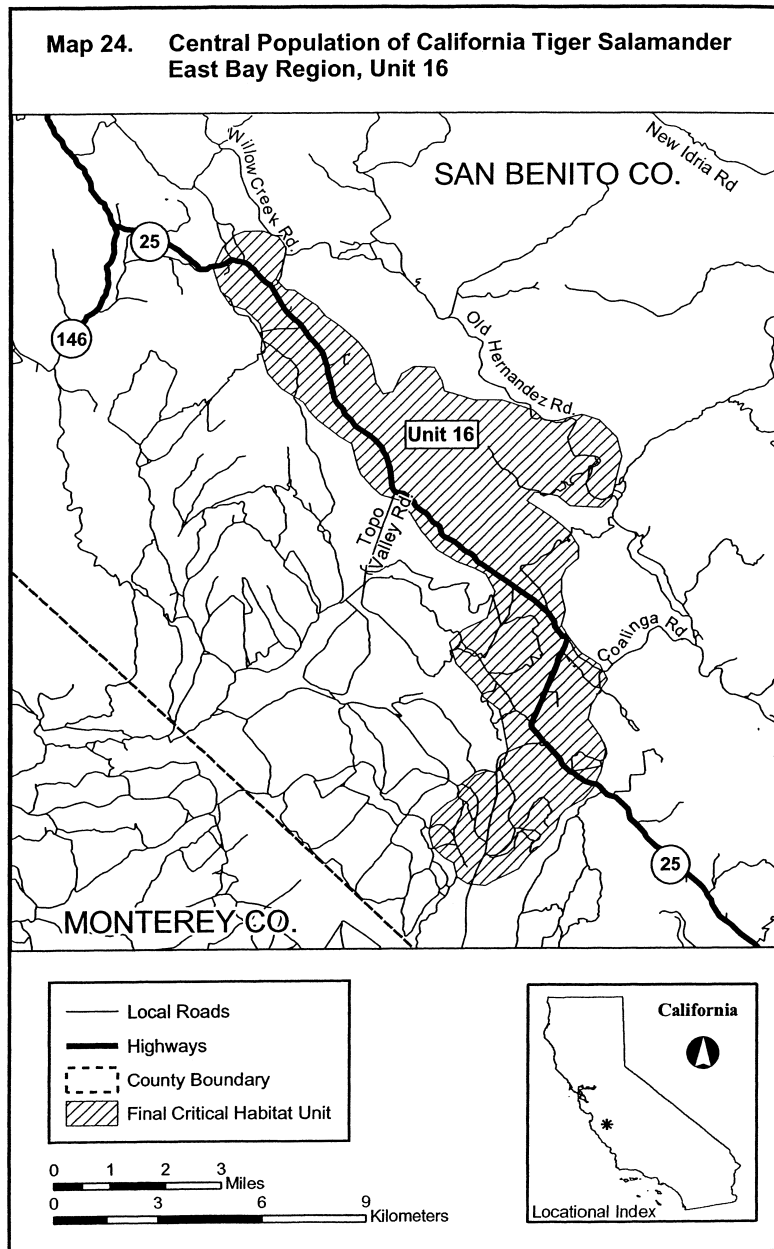 Map 24. Central Population of California Tiger Salamander
East Bay Region, Unit 16
Willow Creek Rd.
New Idria Rd
SAN BENITO CO.
25
146
Old Hernandez Rd.
Unit 16
Topo
Valley Rd.
Coalinga Rd
25
MONTEREY CO.
Local Roads
Highways
County Boundary
Final Critical Habitat Unit
0 1 2 3
Miles
0 3 6 9
Kilometers
California
Locational Index